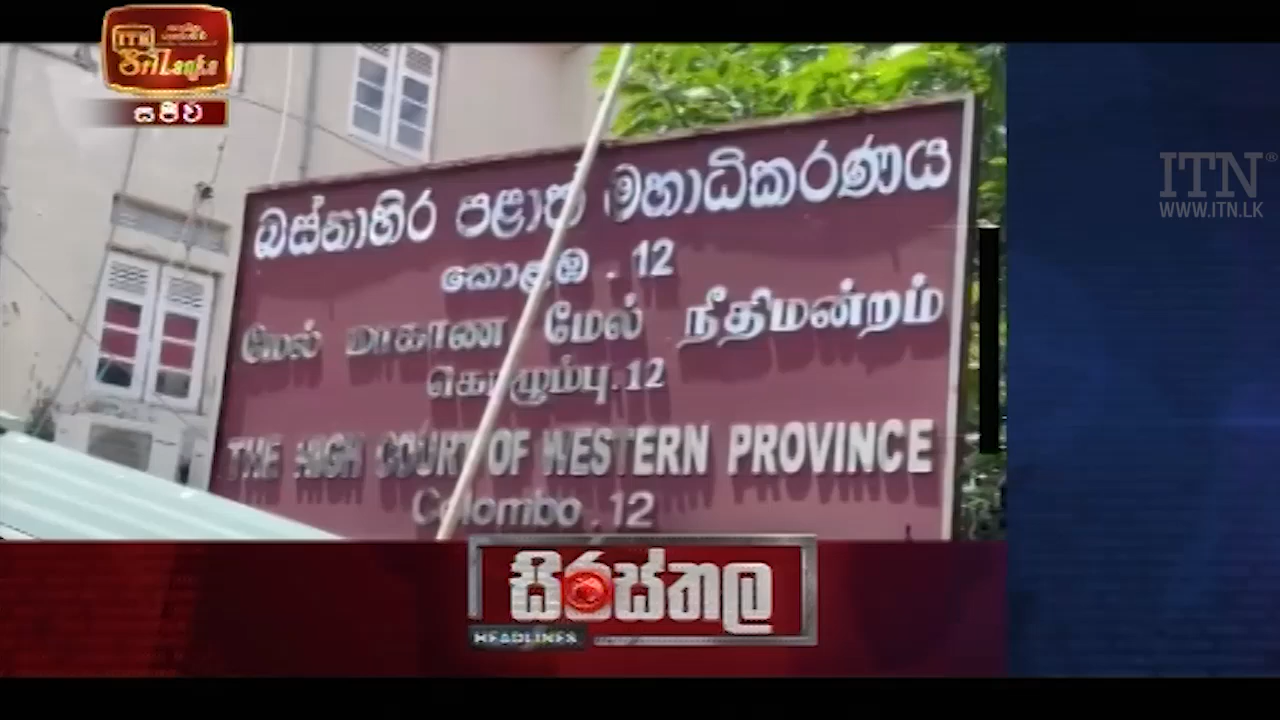 ITN
සජීව
ITN®
WWW.ITN.LK
බස්නාහිර පළාත් මහාධිකරණය
කොළඹ . 12
மேல் மாகாண மேல் நீதிமன்றம்
கொழும்பு.12
THE HIGH COURT OF WESTERN PROVINCE
Colombo . 12
සිරස්තල
HEADLINES